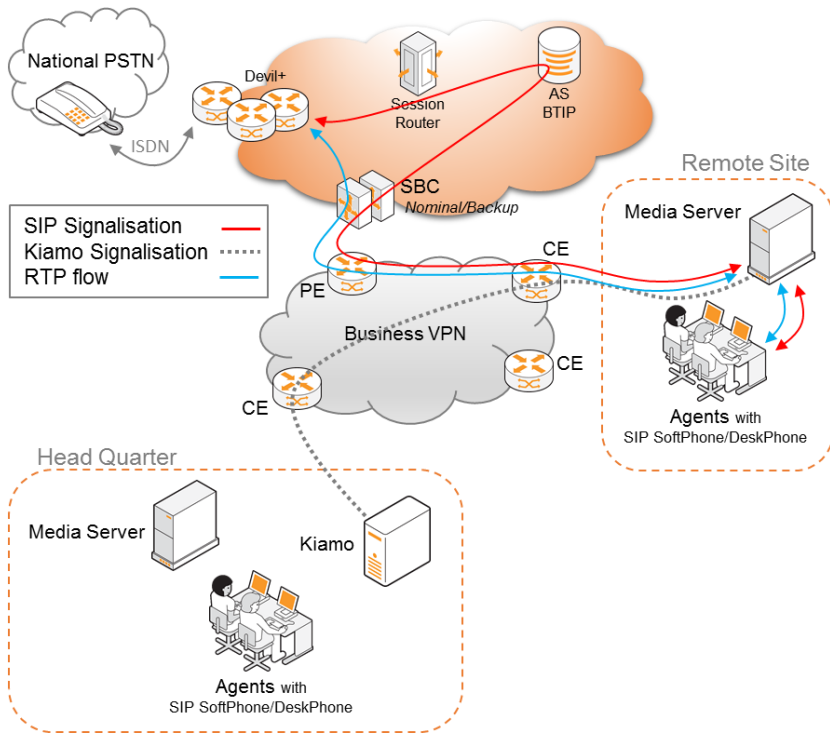 National PSTN
Devil+
ISDN
Session
Router
AS
BTIP
SBC
Nominal/Backup
Remote Site
Media Server
SIP Signalisation
Kiamo Signalisation
RTP flow
PE
CE
Business VPN
CE
CE
Agents with
SIP SoftPhone/DeskPhone
Head Quarter
Media Server
Kiamo
Agents with
SIP SoftPhone/DeskPhone